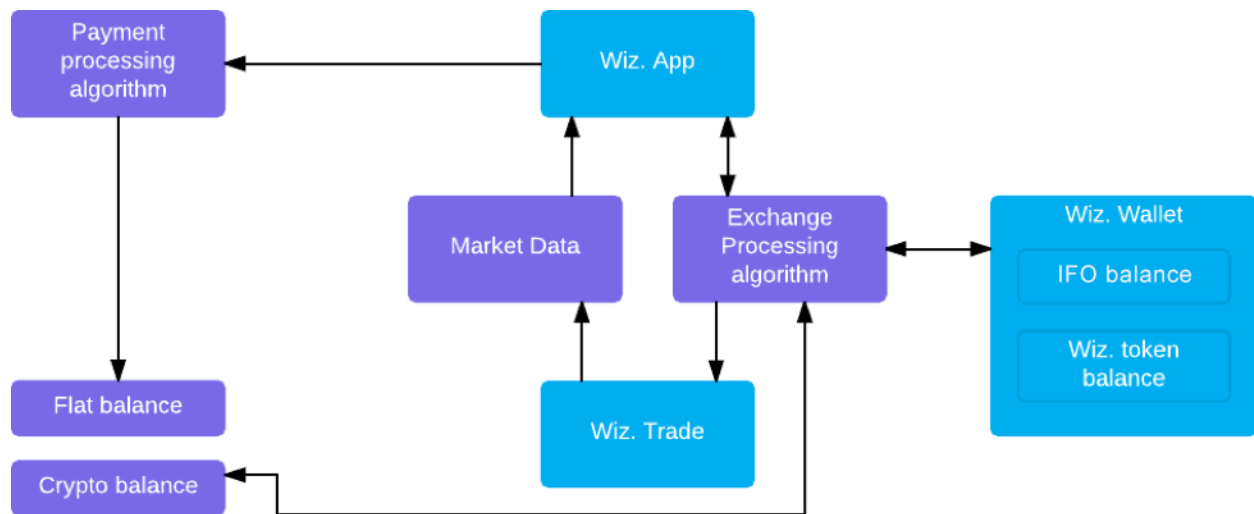 Payment
processing
algorithm
Wiz. App
Market Data
Exchange
Processing
algorithm
Wiz. Wallet
IFO balance
Wiz. token
balance
Flat balance
Wiz. Trade
Crypto balance